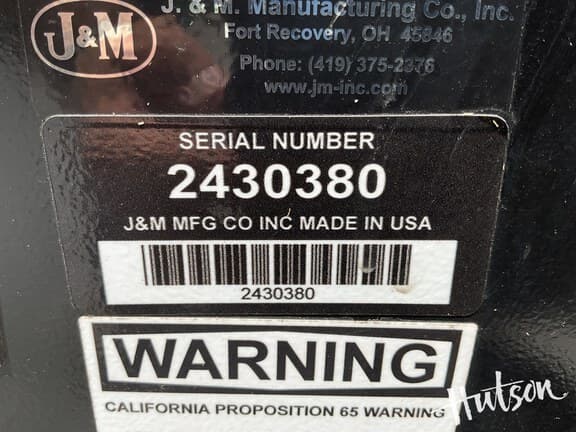 J&M
J. & M. Manufacturing Co., Inc.
Fort Recovery, OH 45846
Phone: (419) 375-2376
www.jm-inc.com
SERIAL NUMBER
2430380
J&M MFG CO INC MADE IN USA
2430380
WARNING
CALIFORNIA PROPOSITION 65 WARNING
Hutson